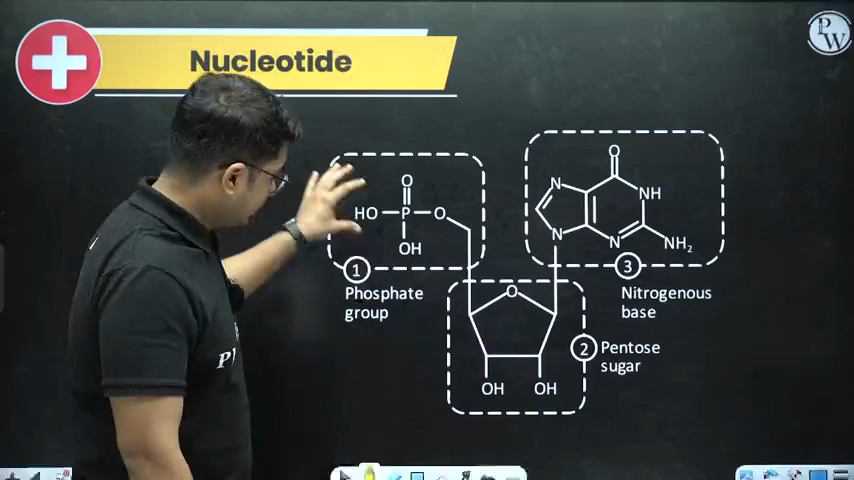 Nucleotide
P
W
O
HO
P
O
OH
1
Phosphate
group
O
N
NH
N
N
NH₂
3
Nitrogenous
base
O
2
Pentose
sugar
OH
OH
P